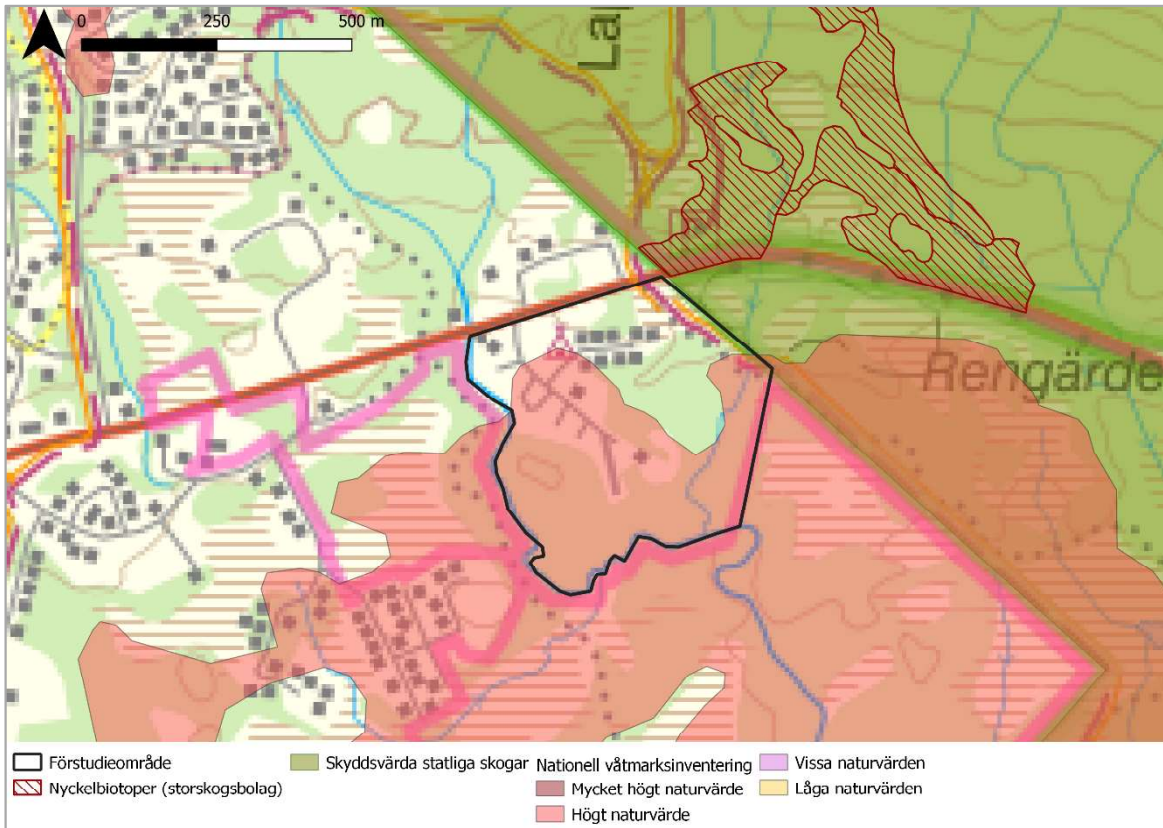 0 250 500 m
La
Rengärde
Förstudieområde
Nyckelbiotoper (storskogsbolag)
Skyddsvärda statliga skogar
Nationell våtmarksinventering
Mycket högt naturvärde
Högt naturvärde
Vissa naturvärden
Låga naturvärden